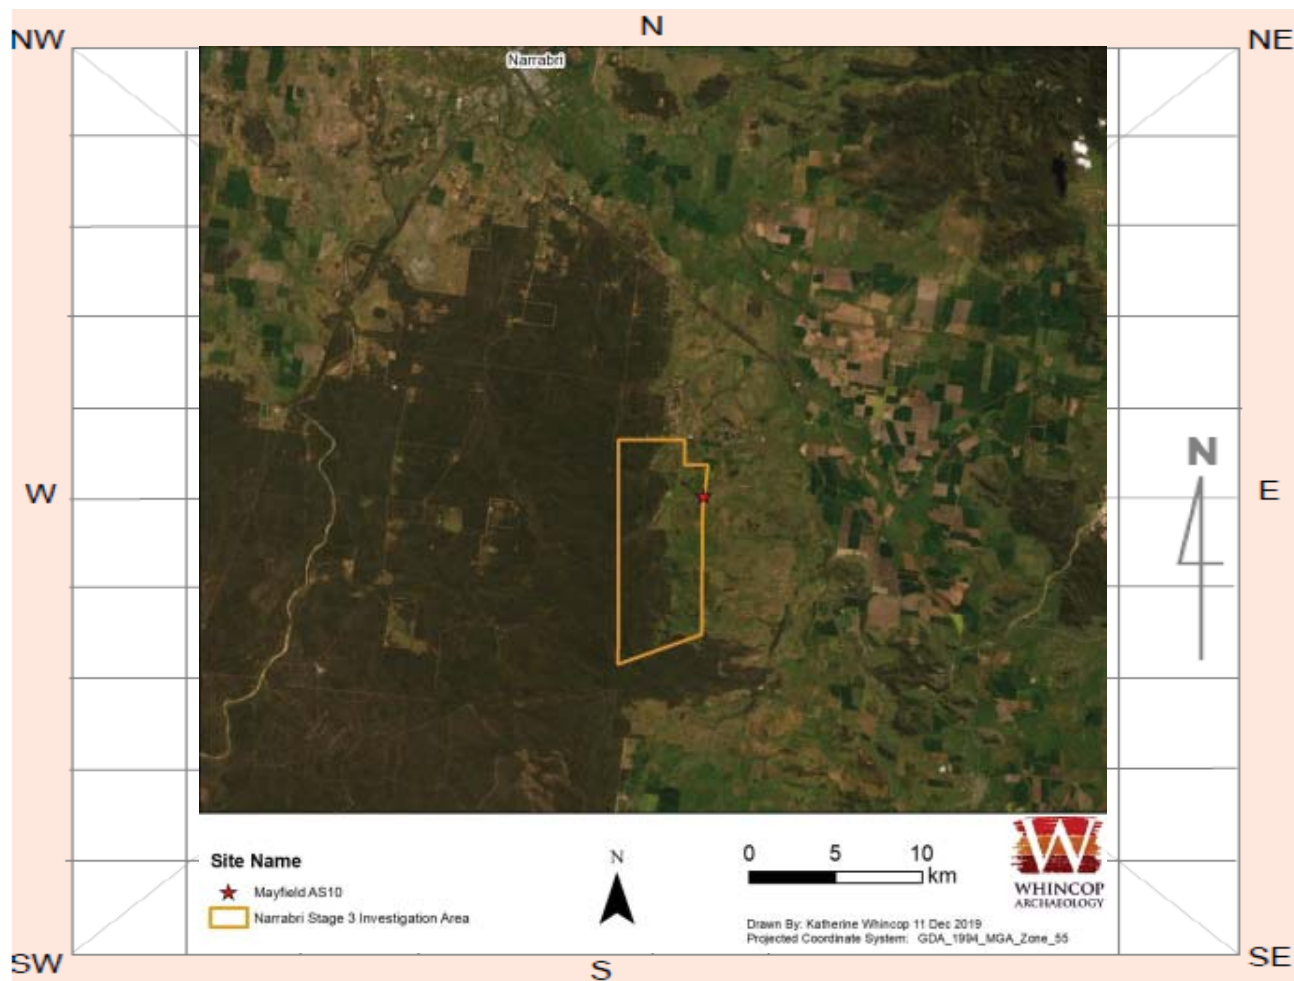 NW
N
NE
Narrabri
W
N
E
Site Name
Mayfield AS10
Narrabri Stage 3 Investigation Area
N
0 5 10
km
W
WHINCOP
ARCHAEOLOGY
Drawn By: Katherine Whincop 11 Dec 2019
Projected Coordinate System: GDA_1994_MGA_Zone_55
SW
S
SE